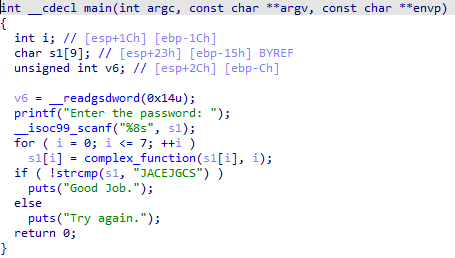 int __cdecl main(int argc, const char **argv, const char **envp)
{
  int i; // [esp+1Ch] [ebp-1Ch]
  char s1[9]; // [esp+23h] [ebp-15h] BYREF
  unsigned int v6; // [esp+2Ch] [ebp-Ch]

  v6 = __readgsdword(0x14u);
  printf("Enter the password: ");
  __isoc99_scanf("%8s", s1);
  for ( i = 0; i <= 7; ++i )
    s1[i] = complex_function(s1[i], i);
  if ( !strcmp(s1, "JACEJGCS") )
    puts("Good Job.");
  else
    puts("Try again.");
  return 0;
}